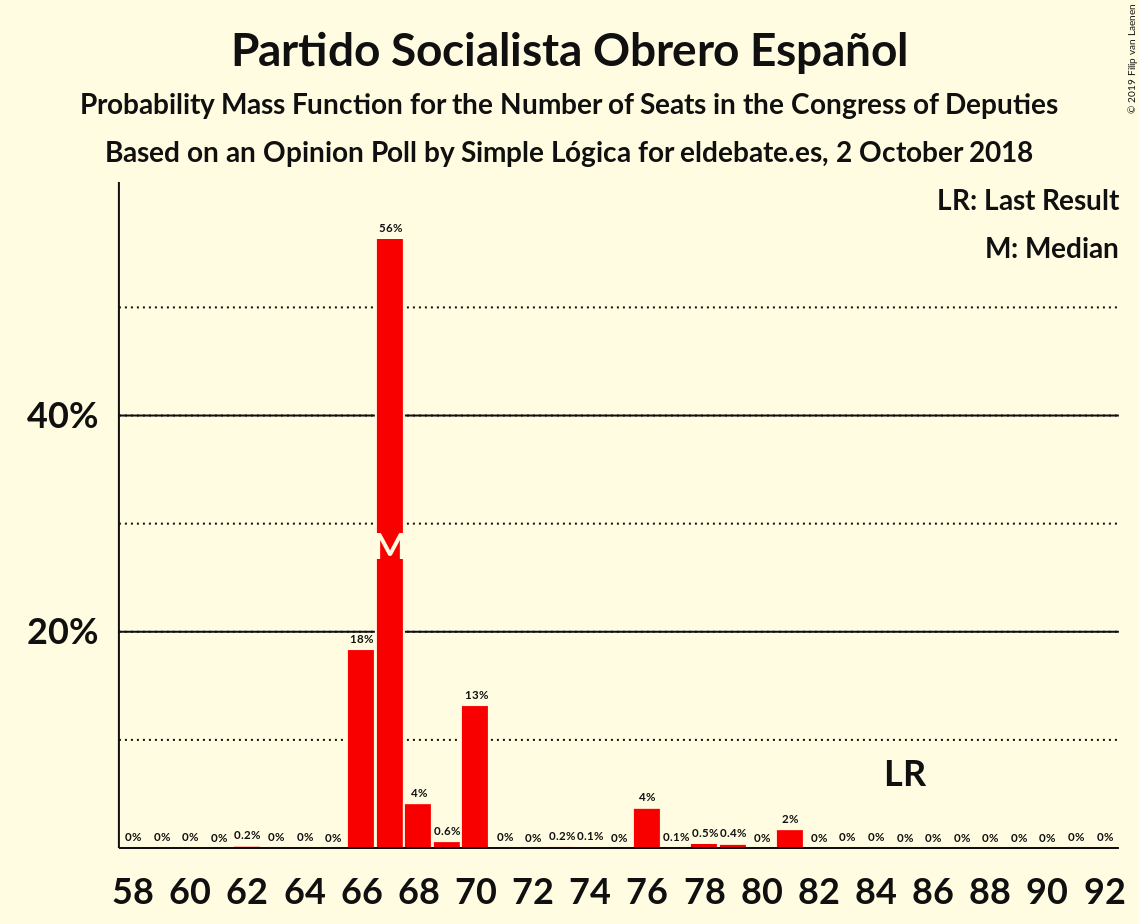 Partido Socialista Obrero Español
Probability Mass Function for the Number of Seats in the Congress of Deputies
Based on an Opinion Poll by Simple Lógica for eldebate.es, 2 October 2018
© 2019 Filip van Laenen
LR: Last Result
M: Median
56%
40%
M
20%
18%
13%
LR
4% 4%
2%
0% 0% 0% 0% 0.2% 0% 0% 0% 0.6% 0% 0% 0.2% 0.1% 0% 0.1% 0.5% 0.4% 0% 0% 0% 0% 0% 0% 0% 0% 0% 0% 0% 0%
58 60 62 64 66 68 70 72 74 76 78 80 82 84 86 88 90 92